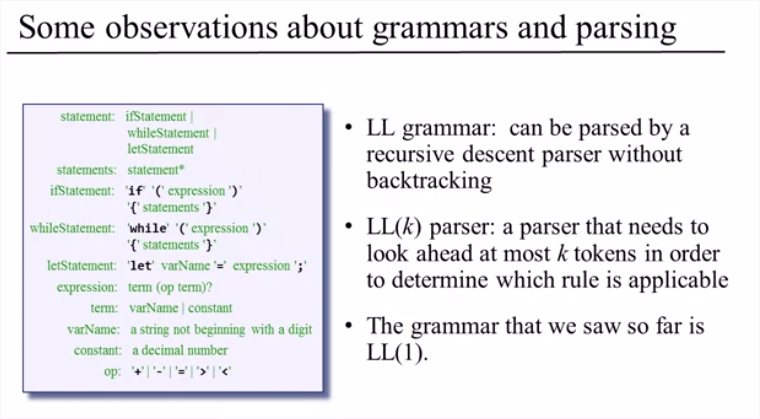 Some observations about grammars and parsing
statement: ifStatement |
whileStatement |
letStatement
statements: statement*
ifStatement: 'if' '(' expression ')'
'{' statements '}'
whileStatement: 'while' '(' expression ')'
'{' statements '}'
letStatement: 'let' varName '=' expression ';'
expression: term (op term)?
term: varName | constant
varName: a string not beginning with a digit
constant: a decimal number
op: '+' | '-' | '=' | '>' | '<'
• LL grammar: can be parsed by a
recursive descent parser without
backtracking
• LL(k) parser: a parser that needs to
look ahead at most k tokens in order
to determine which rule is applicable
• The grammar that we saw so far is
LL(1).